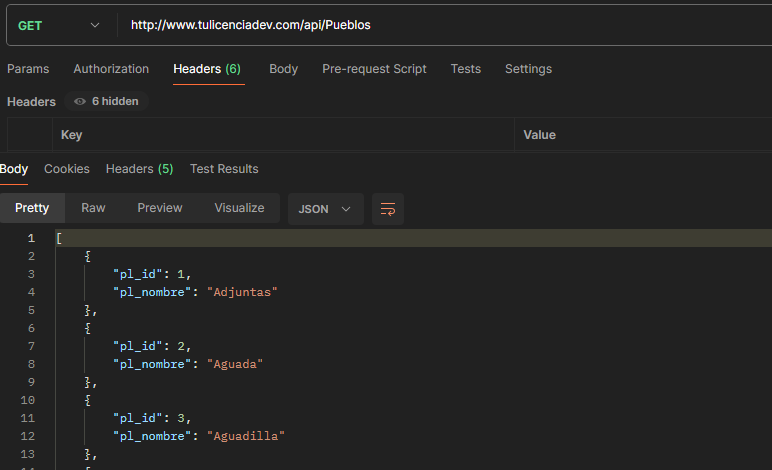 GET http://www.tulicenciadev.com/api/Pueblos
Params Authorization Headers (6) Body Pre-request Script Tests Settings
Headers 6 hidden
Key Value
Body Cookies Headers (5) Test Results
Pretty Raw Preview Visualize JSON
1 [
2 {
3 "pl_id": 1,
4 "pl_nombre": "Adjuntas"
5 },
6 {
7 "pl_id": 2,
8 "pl_nombre": "Aguada"
9 },
10 {
11 "pl_id": 3,
12 "pl_nombre": "Aguadilla"
13 },